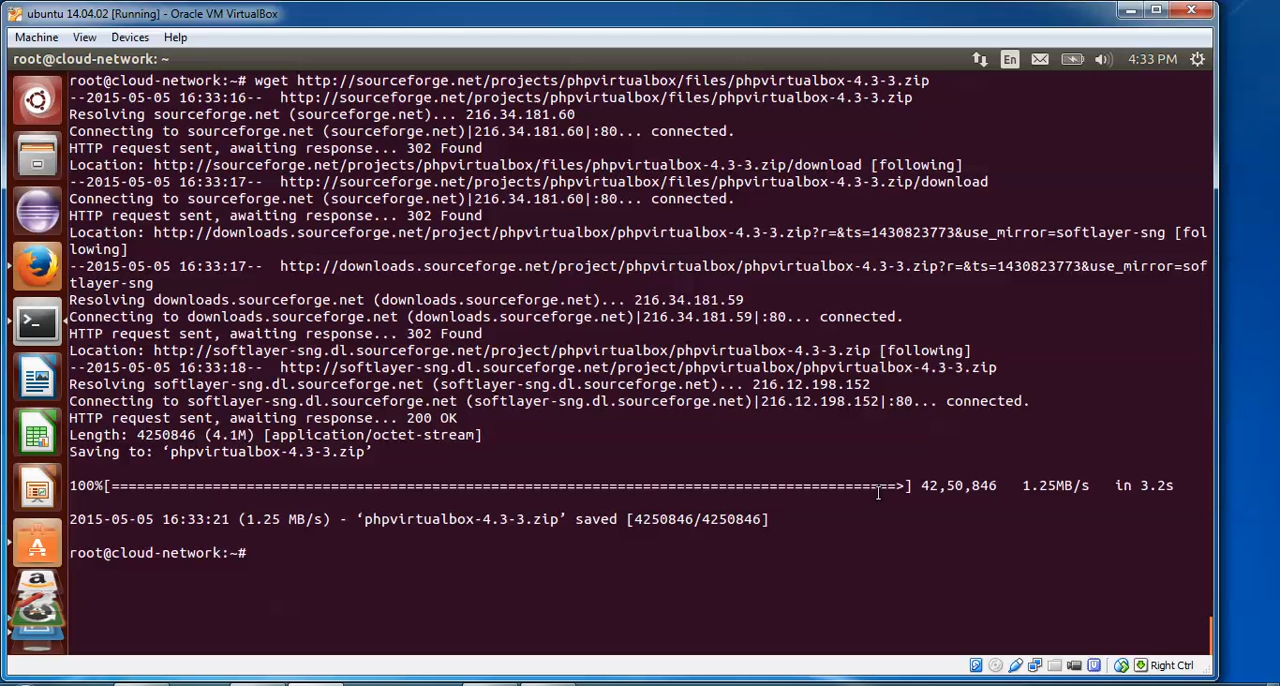 ubuntu 14.04.02 [Running] - Oracle VM VirtualBox
Machine View Devices Help
root@cloud-network: ~ En 4:33 PM
root@cloud-network:~# wget http://sourceforge.net/projects/phpvirtualbox/files/phpvirtualbox-4.3-3.zip
--2015-05-05 16:33:16--  http://sourceforge.net/projects/phpvirtualbox/files/phpvirtualbox-4.3-3.zip
Resolving sourceforge.net (sourceforge.net)... 216.34.181.60
Connecting to sourceforge.net (sourceforge.net)|216.34.181.60|:80... connected.
HTTP request sent, awaiting response... 302 Found
Location: http://sourceforge.net/projects/phpvirtualbox/files/phpvirtualbox-4.3-3.zip/download [following]
--2015-05-05 16:33:17--  http://sourceforge.net/projects/phpvirtualbox/files/phpvirtualbox-4.3-3.zip/download
Connecting to sourceforge.net (sourceforge.net)|216.34.181.60|:80... connected.
HTTP request sent, awaiting response... 302 Found
Location: http://downloads.sourceforge.net/project/phpvirtualbox/phpvirtualbox-4.3-3.zip?r=&ts=1430823773&use_mirror=softlayer-sng [fol
lowing]
--2015-05-05 16:33:17--  http://downloads.sourceforge.net/project/phpvirtualbox/phpvirtualbox-4.3-3.zip?r=&ts=1430823773&use_mirror=sof
tlayer-sng
Resolving downloads.sourceforge.net (downloads.sourceforge.net)... 216.34.181.59
Connecting to downloads.sourceforge.net (downloads.sourceforge.net)|216.34.181.59|:80... connected.
HTTP request sent, awaiting response... 302 Found
Location: http://softlayer-sng.dl.sourceforge.net/project/phpvirtualbox/phpvirtualbox-4.3-3.zip [following]
--2015-05-05 16:33:18--  http://softlayer-sng.dl.sourceforge.net/project/phpvirtualbox/phpvirtualbox-4.3-3.zip
Resolving softlayer-sng.dl.sourceforge.net (softlayer-sng.dl.sourceforge.net)... 216.12.198.152
Connecting to softlayer-sng.dl.sourceforge.net (softlayer-sng.dl.sourceforge.net)|216.12.198.152|:80... connected.
HTTP request sent, awaiting response... 200 OK
Length: 4250846 (4.1M) [application/octet-stream]
Saving to: ‘phpvirtualbox-4.3-3.zip’
100%[=============================================================================================>] 42,50,846   1.25MB/s   in 3.2s
2015-05-05 16:33:21 (1.25 MB/s) - ‘phpvirtualbox-4.3-3.zip’ saved [4250846/4250846]
root@cloud-network:~#
Right Ctrl